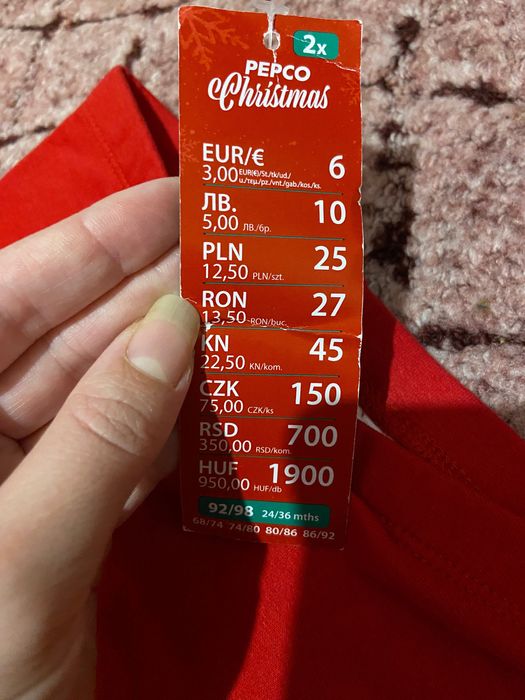 2x
PEPCO
Christmas
EUR/€ 6
3,00 EUR(€)/St./tk/ud./
u./τεμ./pz./vnt./gab./kos./ks.
ЛВ. 10
5,00 ЛВ./бр.
PLN 25
12,50 PLN/szt.
RON 27
13,50 RON/buc.
KN 45
22,50 KN/kom.
CZK 150
75,00 CZK/ks
RSD 700
350,00 RSD/kom.
HUF 1900
950,00 HUF/db
92/98 24/36 mths
68/74 74/80 80/86 86/92